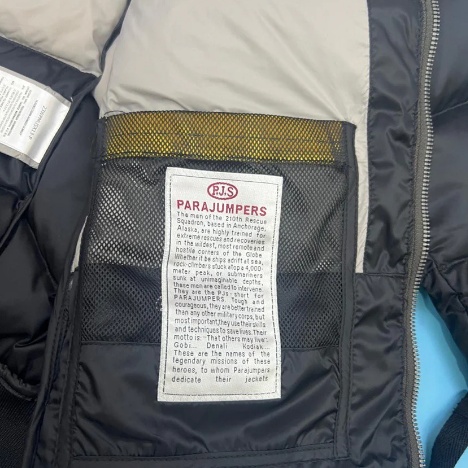 P.J.S
PARAJUMPERS
The men of the 210th Rescue
Squadron, based in Anchorage,
Alaska, are highly trained for
extreme rescues and recoveries
in the wildest, most remote and
hostile corners of the Globe.
Whether it be ships adrift at sea,
rock-climbers stuck atop a 4,000-
meter peak, or submariners
sunk at unimaginable depths,
these men are called to intervene.
They are the PJs - short for
PARAJUMPERS. Tough and
courageous, they are better trained
than any other military corps, but
most important, they use their skills
and techniques to save lives. Their
motto is: -That others may live-.
Gobi Denali Kodiak...
These are the names of the
legendary missions of these
heroes, to whom Parajumpers
dedicate their jackets